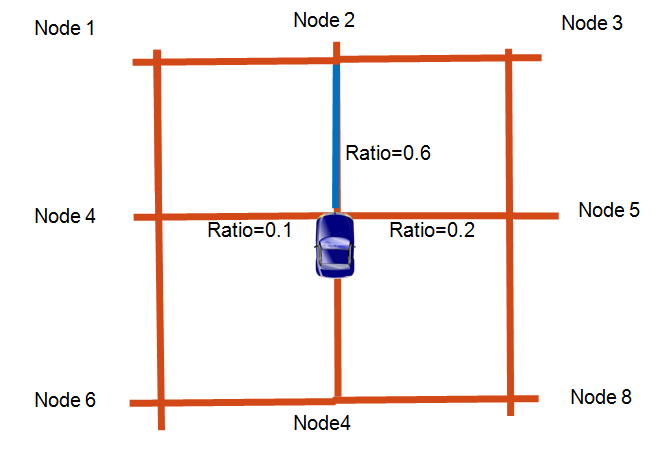 Node 1
Node 2
Node 3
Ratio=0.6
Node 4
Node 5
Ratio=0.1
Ratio=0.2
Node 6
Node 8
Node4